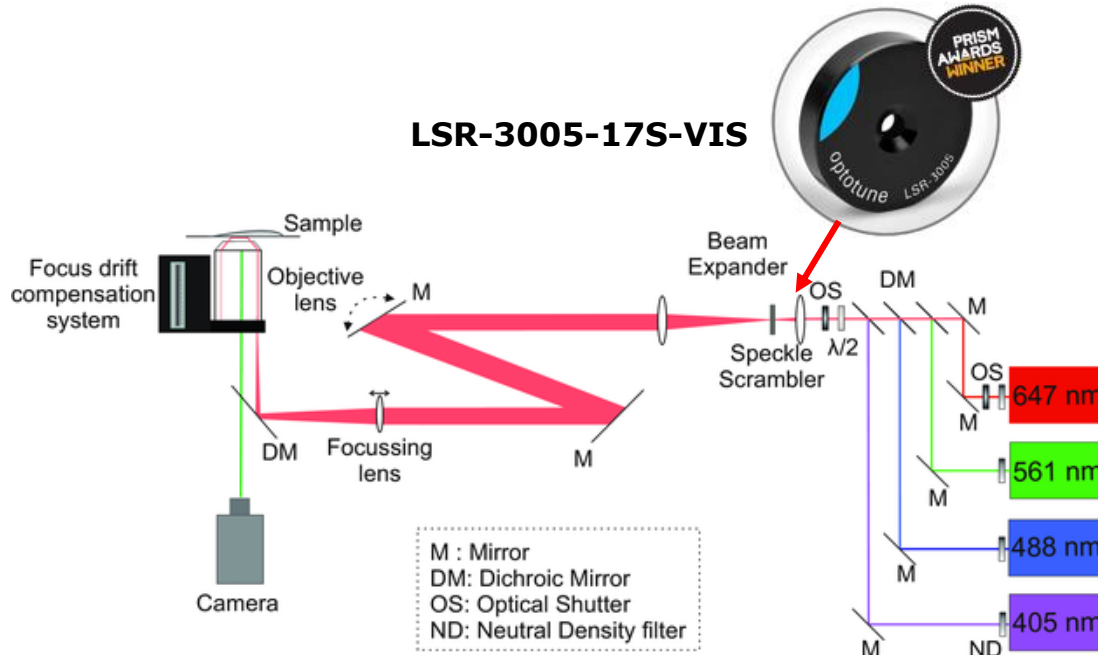 PRISM
AWARDS
WINNER
LSR-3005-17S-VIS
optotune LSR-3005
Sample
Focus drift
compensation
system
Objective
lens
M
Beam
Expander
OS
DM
M
λ/2
Speckle
Scrambler
OS
647 nm
M
DM
Focussing
lens
M
561 nm
M
488 nm
M
405 nm
M
ND
Camera
M : Mirror
DM: Dichroic Mirror
OS: Optical Shutter
ND: Neutral Density filter